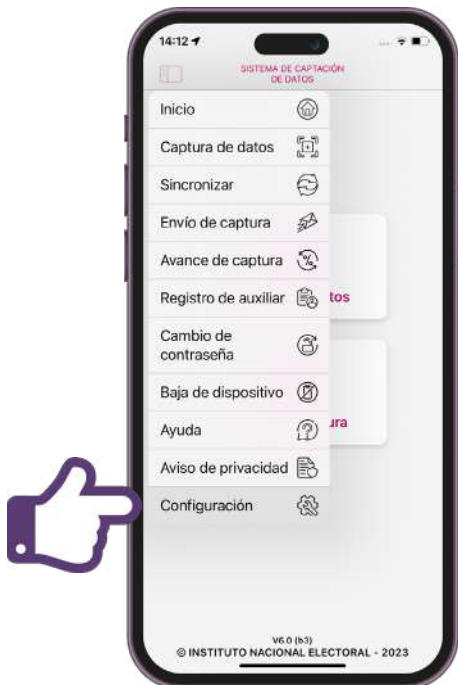 14:12
SISTEMA DE CAPTACIÓN
DE DATOS
Inicio
Captura de datos
Sincronizar
Envío de captura
Avance de captura
Registro de auxiliar
tos
Cambio de
contraseña
Baja de dispositivo
Ayuda
ura
Aviso de privacidad
Configuración
V6.0 (b3)
© INSTITUTO NACIONAL ELECTORAL - 2023